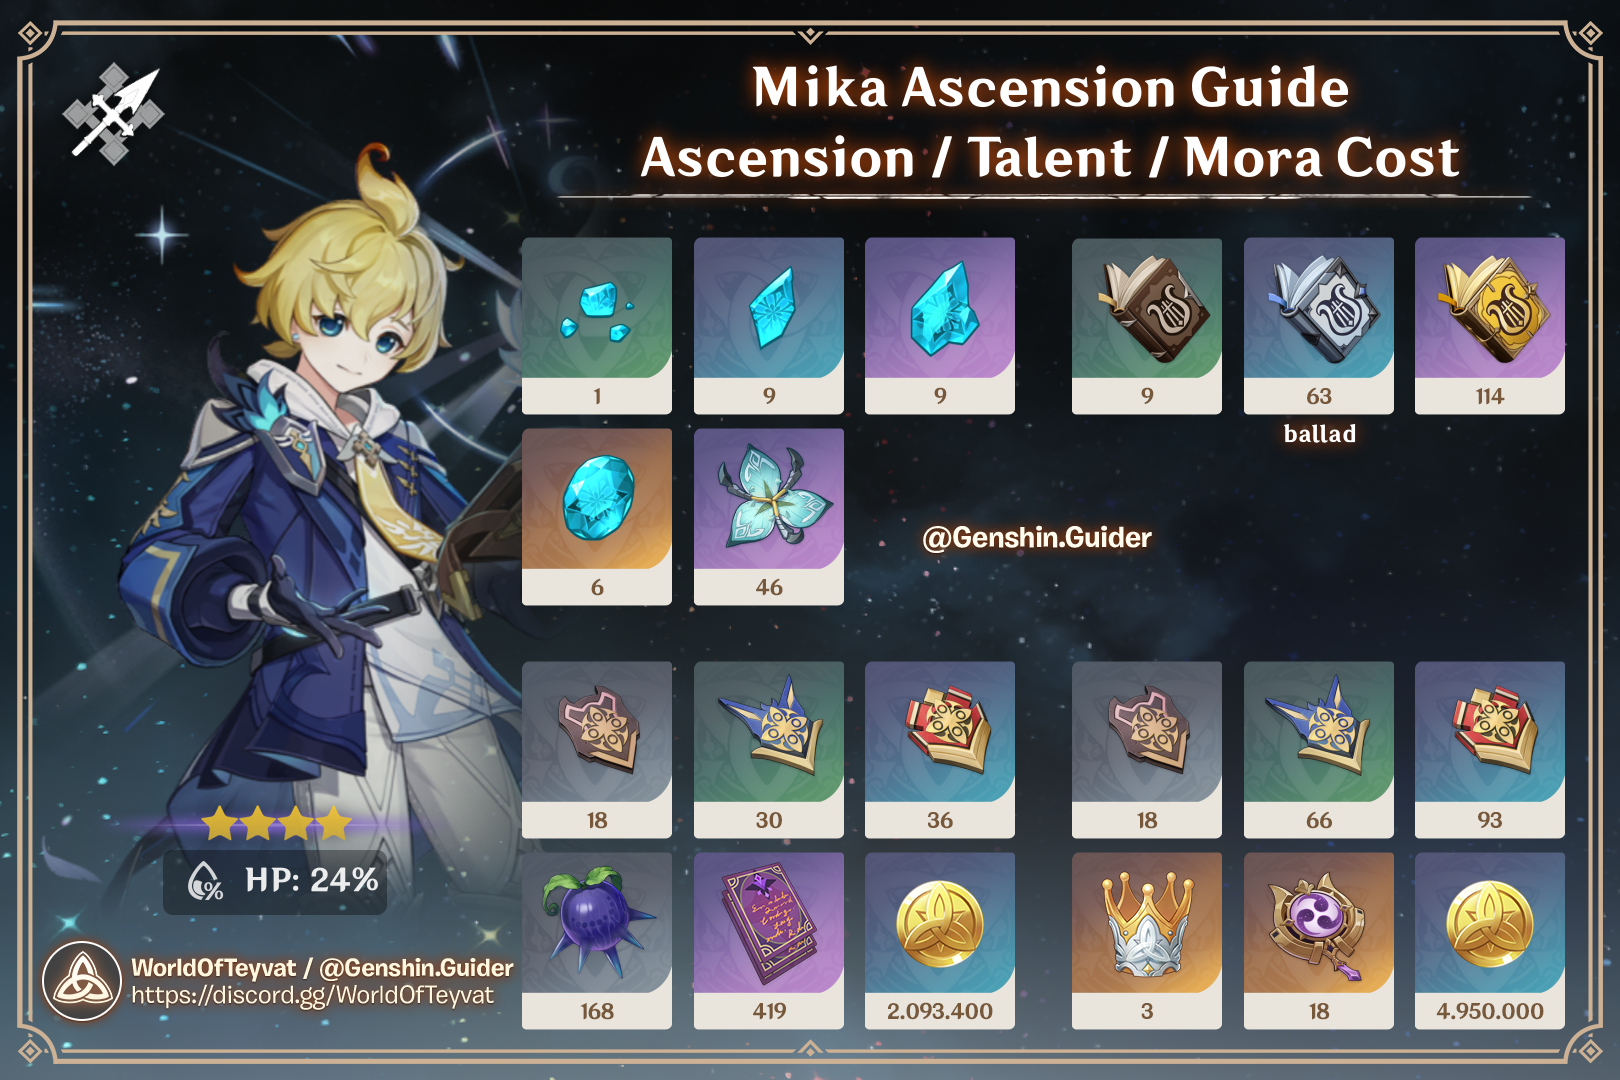 Mika Ascension Guide
Ascension / Talent / Mora Cost
1 9 9 9 63 114
ballad
6 46
@Genshin.Guider
18 30 36 18 66 93
HP: 24%
168 419 2.093.400 3 18 4.950.000
WorldOfTeyvat / @Genshin.Guider
https://discord.gg/WorldOfTeyvat